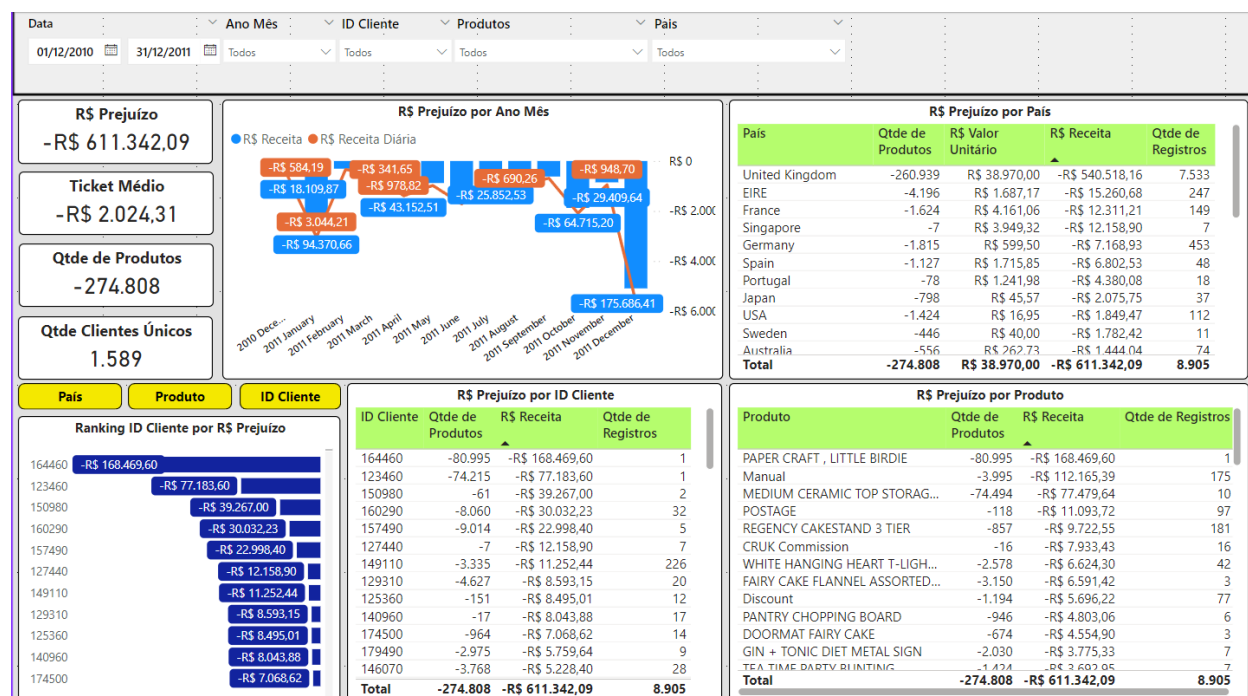 Data
Ano Mês
ID Cliente
Produtos
Pais
01/12/2010
31/12/2011
Todos
Todos
Todos
Todos
R$ Prejuízo
-R$ 611.342,09
Ticket Médio
-R$ 2.024,31
Qtde de Produtos
-274.808
Qtde Clientes Únicos
1.589
R$ Prejuízo por Ano Mês
R$ Receita R$ Receita Diária
-R$ 584,19
-R$ 18.109,87
-R$ 3.044,21
-R$ 94.370,66
-R$ 341,65
-R$ 978,82
-R$ 43.152,51
-R$ 690,26
-R$ 25.852,53
-R$ 948,70
-R$ 29.409,64
-R$ 64.715,20
-R$ 175.686,41
R$ 0
-R$ 2.000
-R$ 4.000
-R$ 6.000
2010 Dece...
2011 January
2011 February
2011 March
2011 April
2011 May
2011 June
2011 July
2011 August
2011 September
2011 October
2011 November
2011 December
R$ Prejuízo por País
País Qtde de Produtos R$ Valor Unitário R$ Receita Qtde de Registros
United Kingdom -260.939 R$ 38.970,00 -R$ 540.518,16 7.533
EIRE -4.196 R$ 1.687,17 -R$ 15.260,68 247
France -1.624 R$ 4.161,06 -R$ 12.311,21 149
Singapore -7 R$ 3.949,32 -R$ 12.158,90 7
Germany -1.815 R$ 599,50 -R$ 7.168,93 453
Spain -1.127 R$ 1.715,85 -R$ 6.802,53 48
Portugal -78 R$ 1.241,98 -R$ 4.380,08 18
Japan -798 R$ 45,57 -R$ 2.075,75 37
USA -1.424 R$ 16,95 -R$ 1.849,47 112
Sweden -446 R$ 40,00 -R$ 1.782,42 11
Australia -556 R$ 262,73 -R$ 1.444,04 74
Total -274.808 R$ 38.970,00 -R$ 611.342,09 8.905
País
Produto
ID Cliente
Ranking ID Cliente por R$ Prejuízo
164460 -R$ 168.469,60
123460 -R$ 77.183,60
150980 -R$ 39.267,00
160290 -R$ 30.032,23
157490 -R$ 22.998,40
127440 -R$ 12.158,90
149110 -R$ 11.252,44
129310 -R$ 8.593,15
125360 -R$ 8.495,01
140960 -R$ 8.043,88
174500 -R$ 7.068,62
R$ Prejuízo por ID Cliente
ID Cliente Qtde de Produtos R$ Receita Qtde de Registros
164460 -80.995 -R$ 168.469,60 1
123460 -74.215 -R$ 77.183,60 1
150980 -61 -R$ 39.267,00 2
160290 -8.060 -R$ 30.032,23 32
157490 -9.014 -R$ 22.998,40 5
127440 -7 -R$ 12.158,90 7
149110 -3.335 -R$ 11.252,44 226
129310 -4.627 -R$ 8.593,15 20
125360 -151 -R$ 8.495,01 12
140960 -17 -R$ 8.043,88 17
174500 -964 -R$ 7.068,62 14
179490 -2.975 -R$ 5.759,64 9
146070 -3.768 -R$ 5.228,40 28
Total -274.808 -R$ 611.342,09 8.905
R$ Prejuízo por Produto
Produto Qtde de Produtos R$ Receita Qtde de Registros
PAPER CRAFT , LITTLE BIRDIE -80.995 -R$ 168.469,60 1
Manual -3.995 -R$ 112.165,39 175
MEDIUM CERAMIC TOP STORAG... -74.494 -R$ 77.479,64 10
POSTAGE -118 -R$ 11.093,72 97
REGENCY CAKESTAND 3 TIER -857 -R$ 9.722,55 181
CRUK Commission -16 -R$ 7.933,43 16
WHITE HANGING HEART T-LIGH... -2.578 -R$ 6.624,30 42
FAIRY CAKE FLANNEL ASSORTED... -3.150 -R$ 6.591,42 3
Discount -1.194 -R$ 5.696,22 77
PANTRY CHOPPING BOARD -946 -R$ 4.803,06 6
DOORMAT FAIRY CAKE -674 -R$ 4.554,90 3
GIN + TONIC DIET METAL SIGN -2.030 -R$ 3.775,33 7
TEA TIME PARTY BUNTING -1.424 -R$ 3.692,95 7
Total -274.808 -R$ 611.342,09 8.905